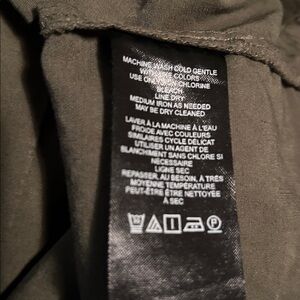 MACHINE WASH COLD GENTLE
WITH LIKE COLORS
USE ONLY NON CHLORINE
BLEACH
LINE DRY
MEDIUM IRON AS NEEDED
MAY BE DRY CLEANED
LAVER À LA MACHINE À L'EAU
FROIDE AVEC COULEURS
SIMILAIRES CYCLE DÉLICAT
UTILISER UN AGENT DE
BLANCHIMENT SANS CHLORE SI
NÉCESSAIRE
LIGNE SEC
REPASSER, AU BESOIN, À TRÈS
MOYENNE TEMPÉRATURE
PEUT-ÊTRE ÊTRE NETTOYÉE
À SEC